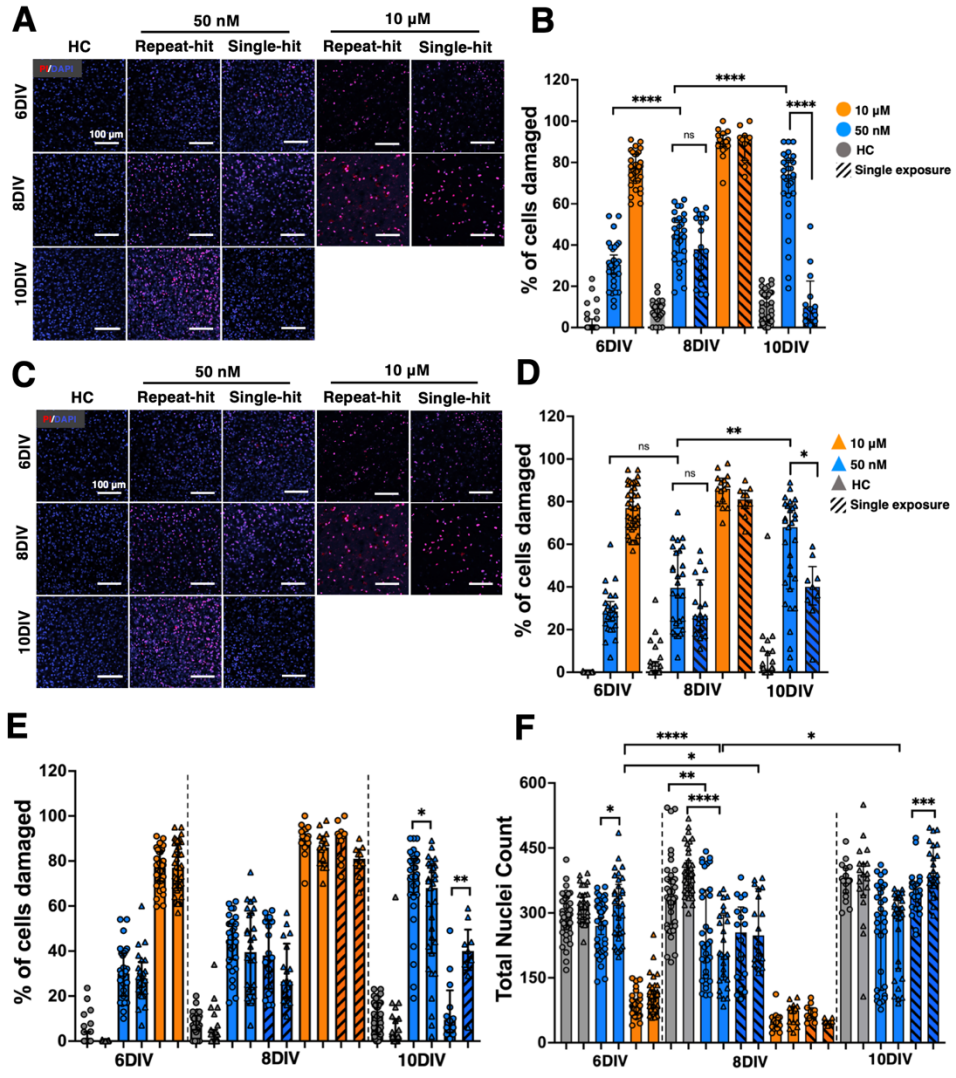 A
50 nM
10 µM
HC
Repeat-hit
Single-hit
Repeat-hit
Single-hit
PI/DAPI
100 µm
6DIV
8DIV
10DIV
B
% of cells damaged
120
100
80
60
40
20
0
****
****
****
ns
6DIV
8DIV
10DIV
10 µM
50 nM
HC
Single exposure
C
50 nM
10 µM
HC
Repeat-hit
Single-hit
Repeat-hit
Single-hit
PI/DAPI
100 µm
6DIV
8DIV
10DIV
D
% of cells damaged
120
100
80
60
40
20
0
ns
**
ns
*
6DIV
8DIV
10DIV
10 µM
50 nM
HC
Single exposure
E
% of cells damaged
120
100
80
60
40
20
0
*
**
6DIV
8DIV
10DIV
F
Total Nuclei Count
600
450
300
150
0
****
*
*
**
****
*
***
6DIV
8DIV
10DIV